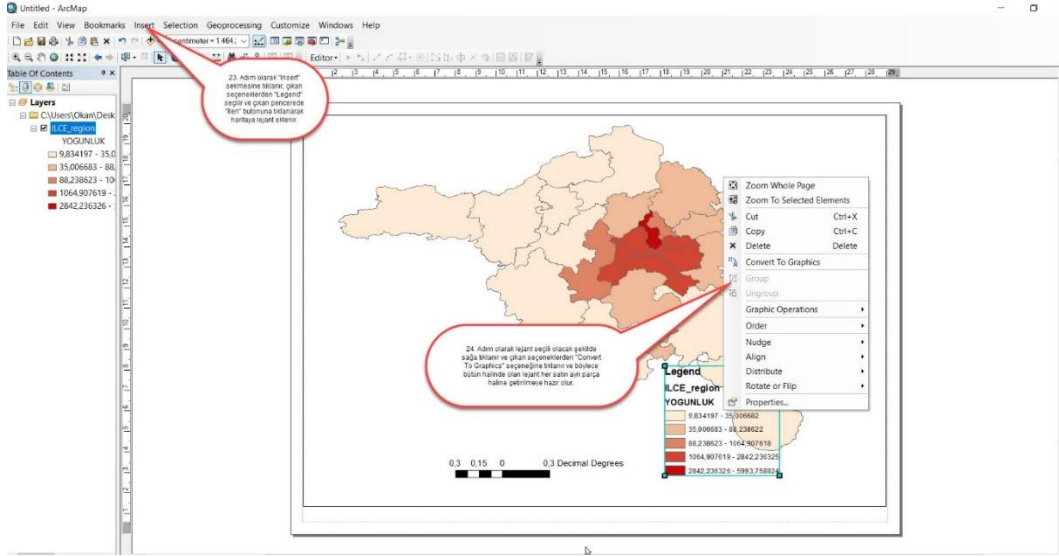 Untitled - ArcMap
File Edit View Bookmarks Insert Selection Geoprocessing Customize Windows Help
Editor
Table Of Contents
Layers
C:\Users\Okan\Desk
ILCE_region
YOGUNLUK
9,834197 - 35,0
35,006683 - 88,
88,238623 - 10
1064,907619 -
2842,236326 -
23. Adım olarak "Insert"
sekmesine tıklanır, çıkan
seçeneklerden "Legend"
seçilir ve çıkan pencerede
"İleri" butonuna tıklanarak
haritaya lejant eklenir.
Zoom Whole Page
Zoom To Selected Elements
Cut Ctrl+X
Copy Ctrl+C
Delete Delete
Convert To Graphics
Group
Ungroup
Graphic Operations
Order
Nudge
Align
Distribute
Rotate or Flip
Properties...
24. Adım olarak lejant seçili olacak şekilde
sağa tıklanır ve çıkan seçeneklerden "Convert
To Graphics" seçeneğine tıklanır ve böylece
bütün halinde olan lejant her satırı ayrı parça
haline getirilmeye hazır olur.
Legend
ILCE_region
YOGUNLUK
9,834197 - 35,006682
35,006683 - 88,238622
88,238623 - 1064,907618
1064,907619 - 2842,236325
2842,236326 - 5993,758824
0,3 0,15 0 0,3 Decimal Degrees